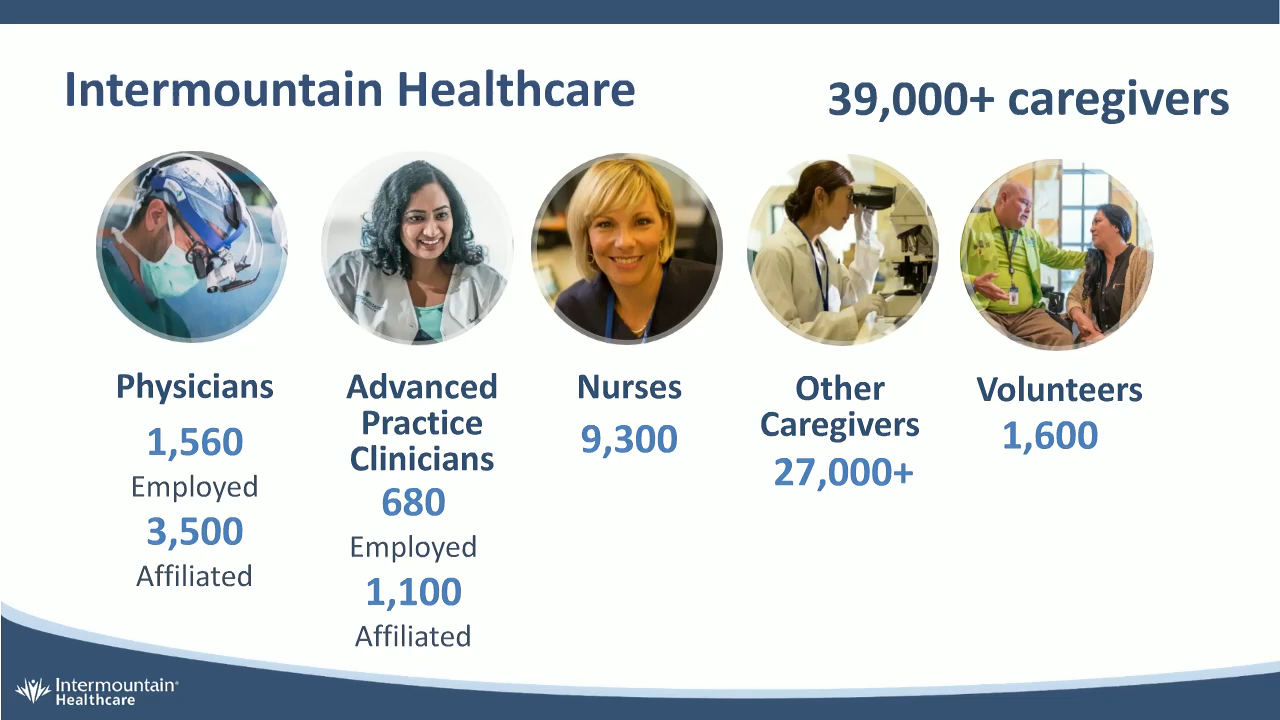 Intermountain Healthcare
39,000+ caregivers
Physicians
1,560
Employed
3,500
Affiliated
Advanced
Practice
Clinicians
680
Employed
1,100
Affiliated
Nurses
9,300
Other
Caregivers
27,000+
Volunteers
1,600
Intermountain®
Healthcare